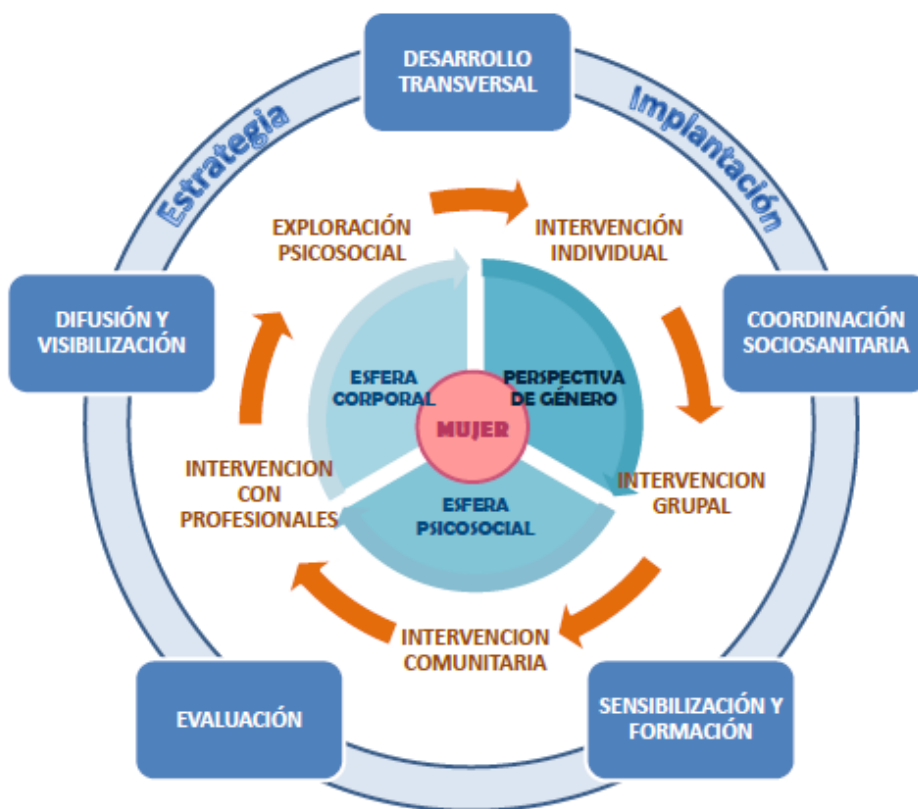 DESARROLLO
TRANSVERSAL
Estrategia
Implantación
EXPLORACIÓN
PSICOSOCIAL
INTERVENCIÓN
INDIVIDUAL
DIFUSIÓN Y
VISIBILIZACIÓN
COORDINACIÓN
SOCIOSANITARIA
ESFERA
CORPORAL
PERSPECTIVA
DE GÉNERO
MUJER
INTERVENCION
CON
PROFESIONALES
INTERVENCION
GRUPAL
ESFERA
PSICOSOCIAL
INTERVENCION
COMUNITARIA
EVALUACIÓN
SENSIBILIZACIÓN Y
FORMACIÓN